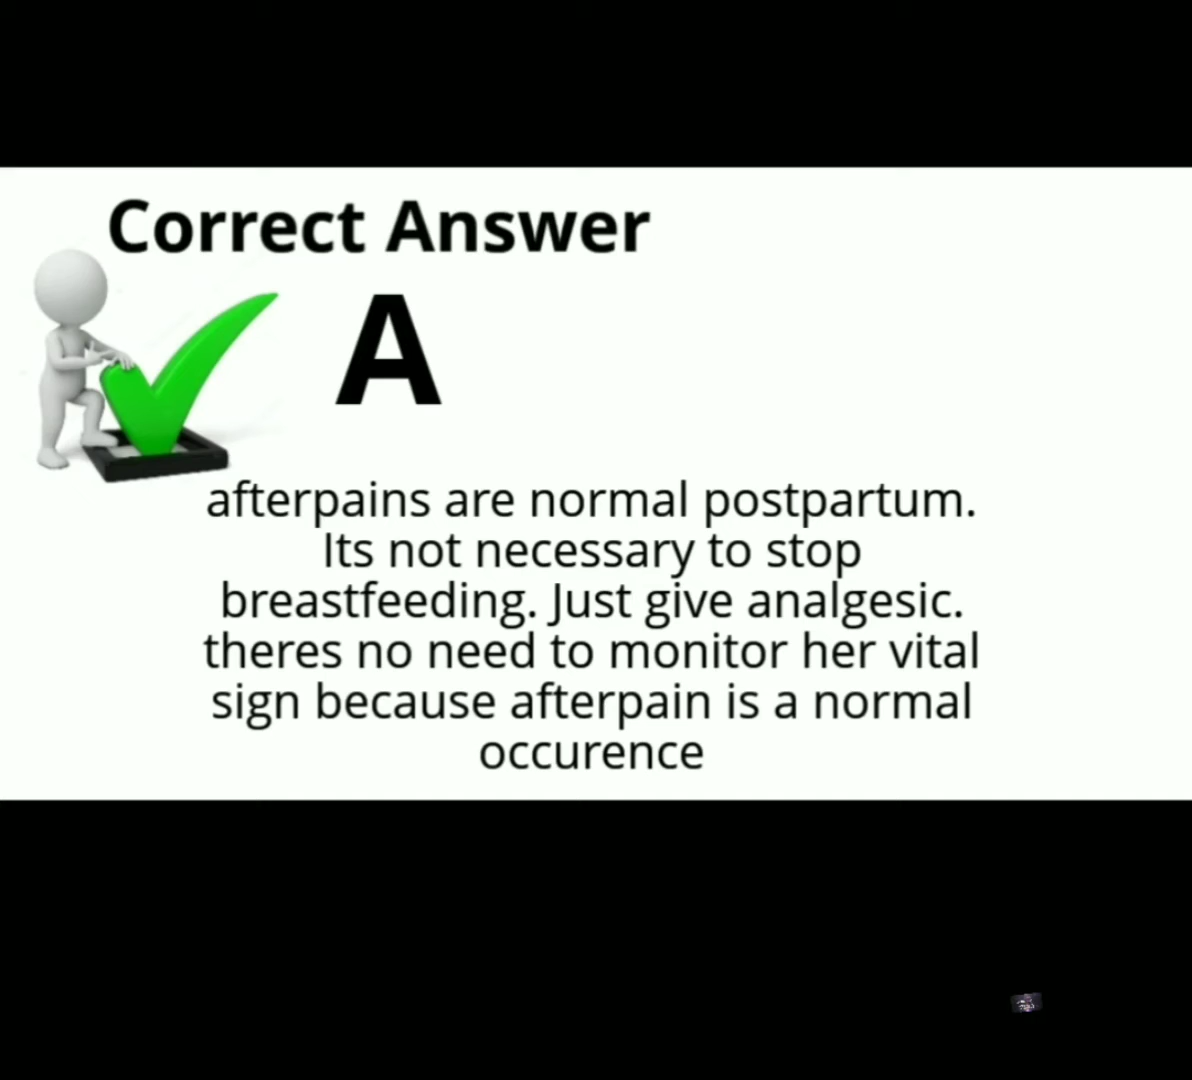 Correct Answer
A
afterpains are normal postpartum.
Its not necessary to stop
breastfeeding. Just give analgesic.
theres no need to monitor her vital
sign because afterpain is a normal
occurence